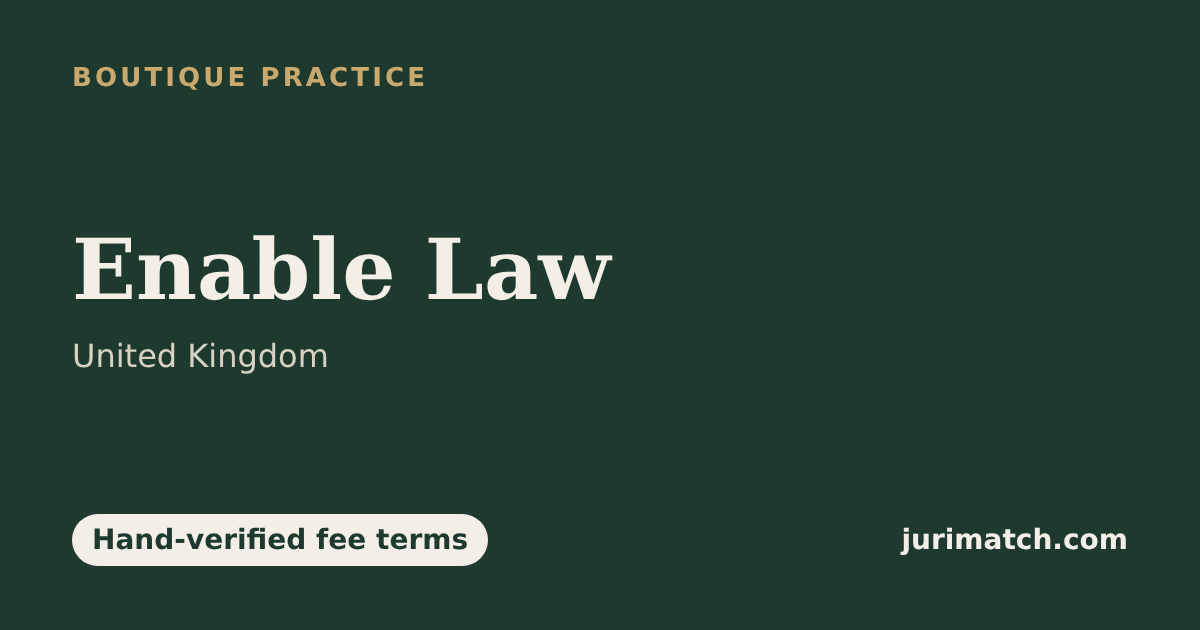 BOUTIQUE PRACTICE
Enable Law
United Kingdom
Hand-verified fee terms
jurimatch.com